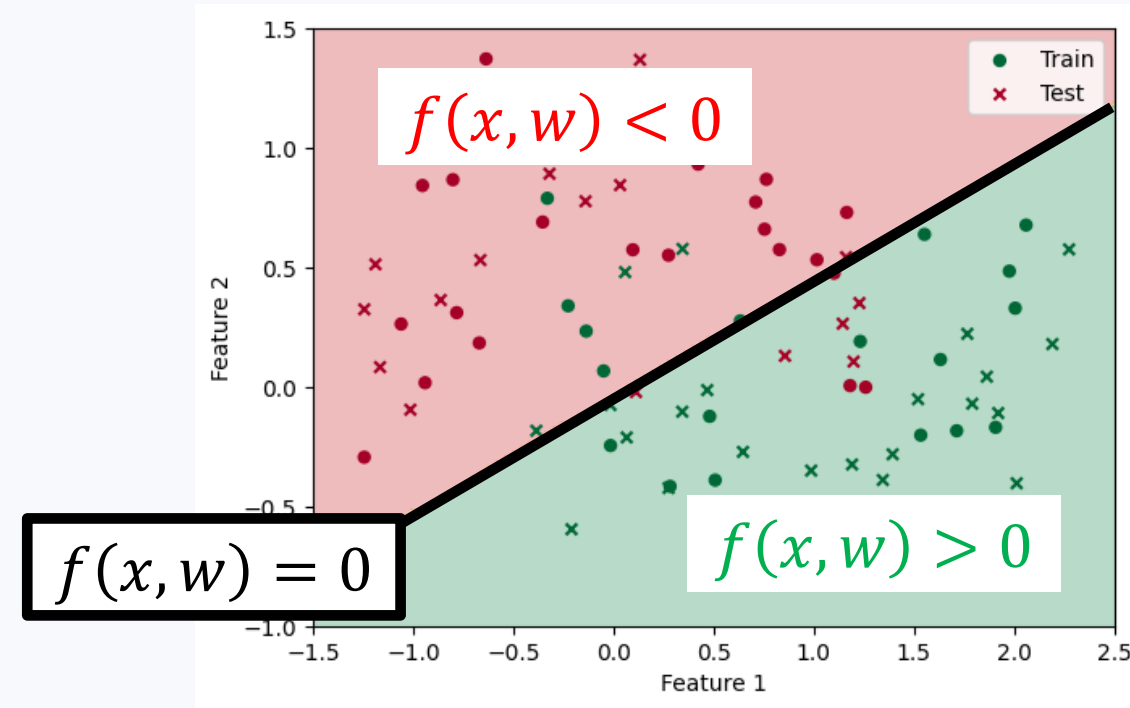 1.5
Train
Test
f(x, w) < 0
1.0
0.5
Feature 2
0.0
−0.5
f(x, w) > 0
f(x, w) = 0
−1.0
−1.5 −1.0 −0.5 0.0 0.5 1.0 1.5 2.0 2.5
Feature 1